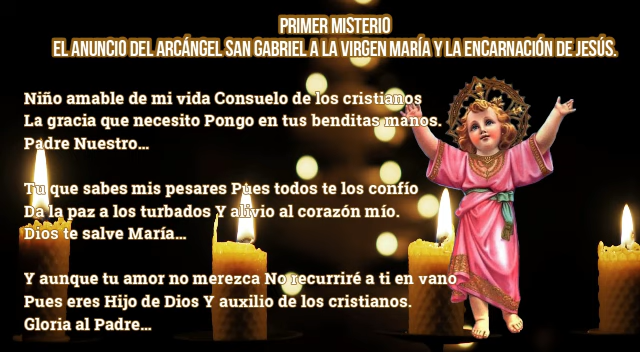 PRIMER MISTERIO
EL ANUNCIO DEL ARCÁNGEL SAN GABRIEL A LA VIRGEN MARÍA Y LA ENCARNACIÓN DE JESÚS.
Niño amable de mi vida Consuelo de los cristianos
La gracia que necesito Pongo en tus benditas manos.
Padre Nuestro...
Tu que sabes mis pesares Pues todos te los confío
Da la paz a los turbados Y alivio al corazón mío.
Dios te salve María...
Y aunque tu amor no merezca No recurriré a ti en vano
Pues eres Hijo de Dios Y auxilio de los cristianos.
Gloria al Padre...